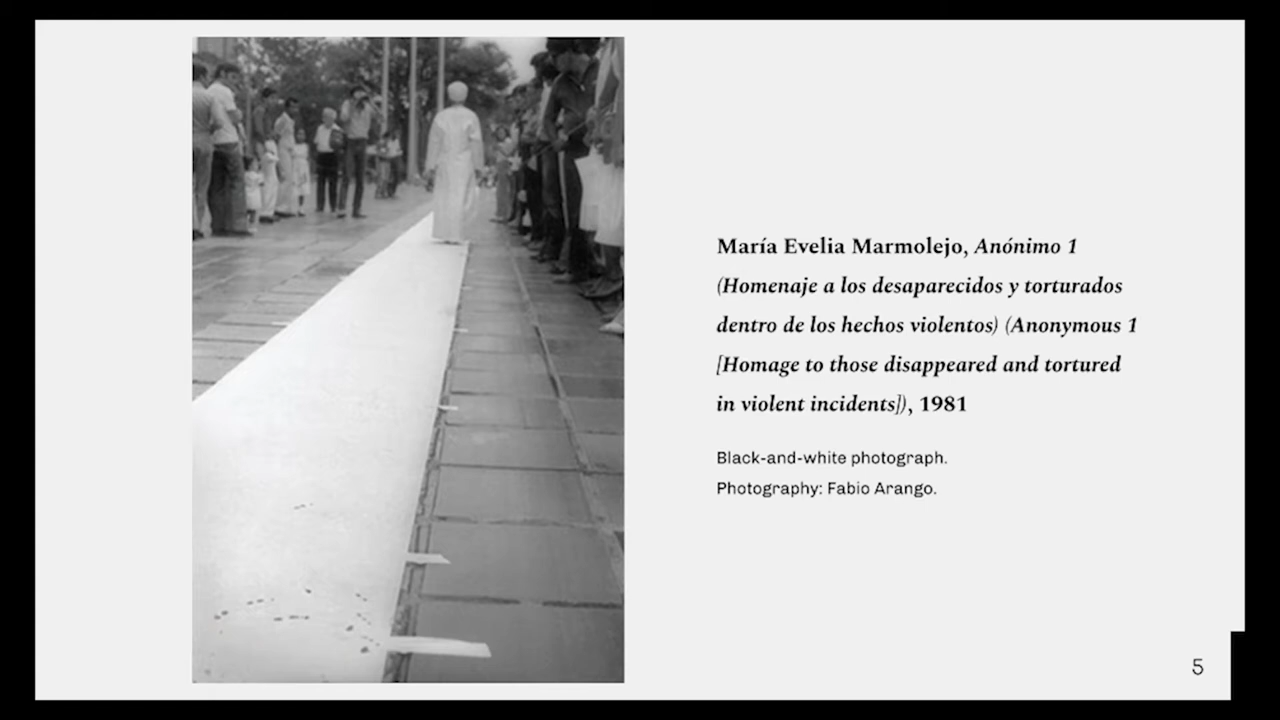 María Evelia Marmolejo, Anónimo 1
(Homenaje a los desaparecidos y torturados
dentro de los hechos violentos) (Anonymous 1
[Homage to those disappeared and tortured
in violent incidents]), 1981
Black-and-white photograph.
Photography: Fabio Arango.
5